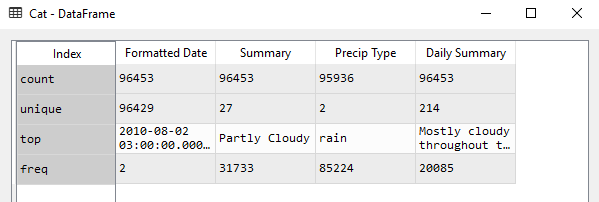 Cat - DataFrame
Index Formatted Date Summary Precip Type Daily Summary
count 96453 96453 95936 96453
unique 96429 27 2 214
top 2010-08-02 03:00:00.000… Partly Cloudy rain Mostly cloudy throughout t…
freq 2 31733 85224 20085